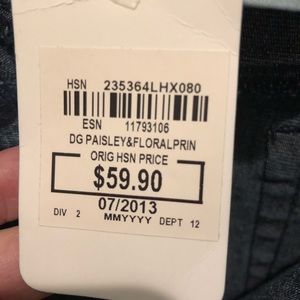 HSN 235364LHX080
ESN 11793106
DG PAISLEY&FLORALPRIN
ORIG HSN PRICE
$59.90
07/2013
DIV 2 MMYYYY DEPT 12